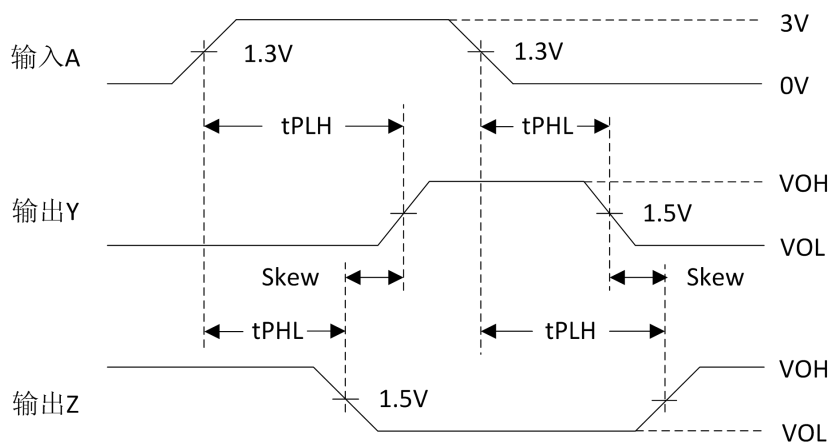 3V
输入A
1.3V
1.3V
0V
tPLH
tPHL
VOH
输出Y
1.5V
VOL
Skew
Skew
tPHL
tPLH
VOH
输出Z
1.5V
VOL